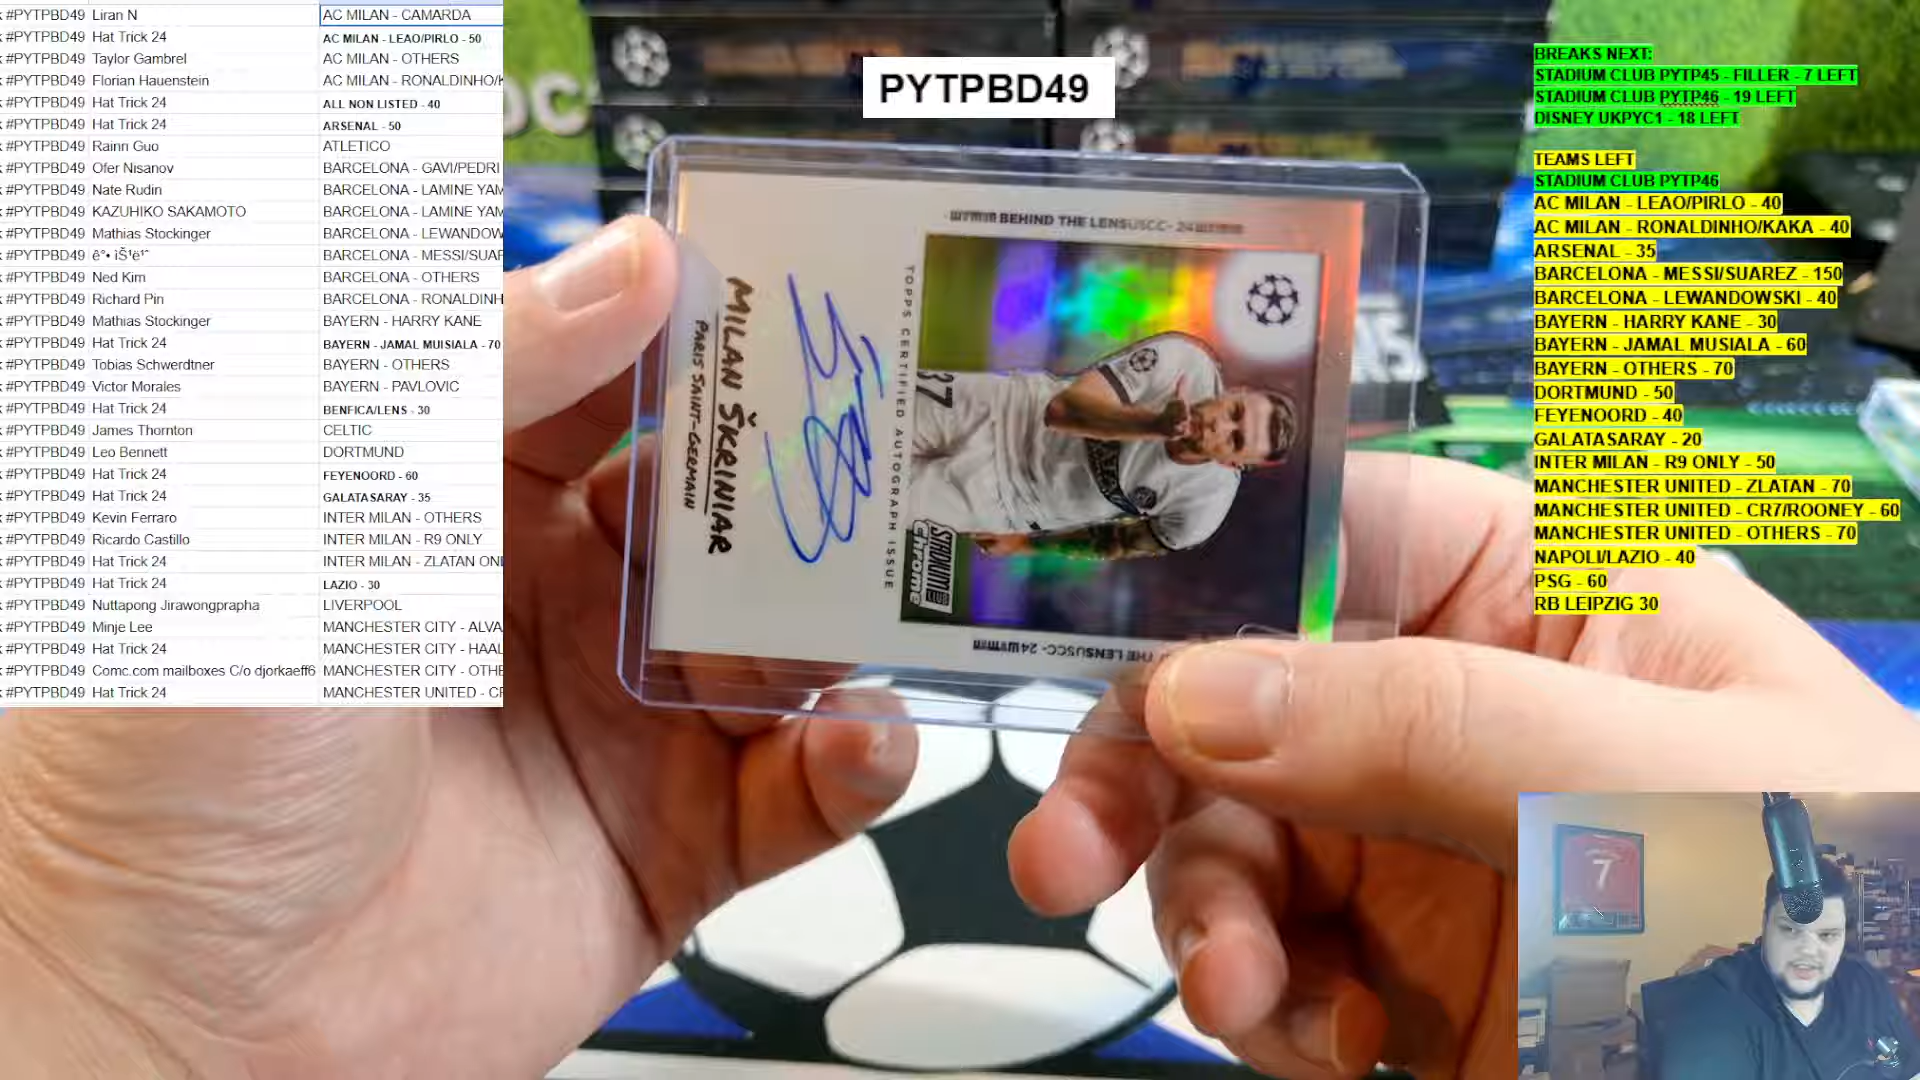 #PYTPBD49 Liran N AC MILAN - CAMARDA
#PYTPBD49 Hat Trick 24 AC MILAN - LEAO/PIRLO - 50
#PYTPBD49 Taylor Gambrel AC MILAN - OTHERS
#PYTPBD49 Florian Hauenstein AC MILAN - RONALDINHO/K
#PYTPBD49 Hat Trick 24 ALL NON LISTED - 40
#PYTPBD49 Hat Trick 24 ARSENAL - 50
#PYTPBD49 Rainn Guo ATLETICO
#PYTPBD49 Ofer Nisanov BARCELONA - GAVI/PEDRI
#PYTPBD49 Nate Rudin BARCELONA - LAMINE YAM
#PYTPBD49 KAZUHIKO SAKAMOTO BARCELONA - LAMINE YAM
#PYTPBD49 Mathias Stockinger BARCELONA - LEWANDOW
#PYTPBD49 BARCELONA - MESSI/SUAR
#PYTPBD49 Ned Kim BARCELONA - OTHERS
#PYTPBD49 Richard Pin BARCELONA - RONALDINH
#PYTPBD49 Mathias Stockinger BAYERN - HARRY KANE
#PYTPBD49 Hat Trick 24 BAYERN - JAMAL MUISIALA - 70
#PYTPBD49 Tobias Schwerdtner BAYERN - OTHERS
#PYTPBD49 Victor Morales BAYERN - PAVLOVIC
#PYTPBD49 Hat Trick 24 BENFICA/LENS - 30
#PYTPBD49 James Thornton CELTIC
#PYTPBD49 Leo Bennett DORTMUND
#PYTPBD49 Hat Trick 24 FEYENOORD - 60
#PYTPBD49 Hat Trick 24 GALATASARAY - 35
#PYTPBD49 Kevin Ferraro INTER MILAN - OTHERS
#PYTPBD49 Ricardo Castillo INTER MILAN - R9 ONLY
#PYTPBD49 Hat Trick 24 INTER MILAN - ZLATAN ONL
#PYTPBD49 Hat Trick 24 LAZIO - 30
#PYTPBD49 Nuttapong Jirawongprapha LIVERPOOL
#PYTPBD49 Minje Lee MANCHESTER CITY - ALVA
#PYTPBD49 Hat Trick 24 MANCHESTER CITY - HAAL
#PYTPBD49 Comc.com mailboxes C/o djorkaeff6 MANCHESTER CITY - OTHE
#PYTPBD49 Hat Trick 24 MANCHESTER UNITED - CR
PYTPBD49
BEHIND THE LENS USCC- 24
TOPPS CERTIFIED AUTOGRAPH ISSUE
MILAN ŠKRINIAR
PARIS SAINT-GERMAIN
37
STADIUM CLUB
Chrome
BREAKS NEXT:
STADIUM CLUB PYTP45 - FILLER - 7 LEFT
STADIUM CLUB PYTP46 - 19 LEFT
DISNEY UKPYC1 - 18 LEFT
TEAMS LEFT
STADIUM CLUB PYTP46
AC MILAN - LEAO/PIRLO - 40
AC MILAN - RONALDINHO/KAKA - 40
ARSENAL - 35
BARCELONA - MESSI/SUAREZ - 150
BARCELONA - LEWANDOWSKI - 40
BAYERN - HARRY KANE - 30
BAYERN - JAMAL MUSIALA - 60
BAYERN - OTHERS - 70
DORTMUND - 50
FEYENOORD - 40
GALATASARAY - 20
INTER MILAN - R9 ONLY - 50
MANCHESTER UNITED - ZLATAN - 70
MANCHESTER UNITED - CR7/ROONEY - 60
MANCHESTER UNITED - OTHERS - 70
NAPOLI/LAZIO - 40
PSG - 60
RB LEIPZIG 30
7